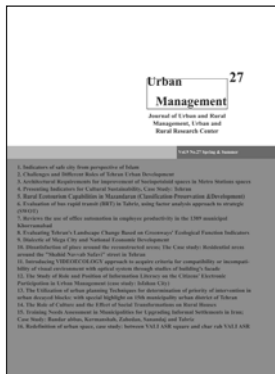 Urban 27
Management
Journal of Urban and Rural
Management, Urban and
Rural Research Center
Vol.9 No.27 Spring & Summer
1. Indicators of safe city from perspective of Islam
2. Challenges and Different Roles of Tehran Urban Development
3. Architectural Requirements for improvement of spaces in Metro Stations spaces
4. Presenting Indicators for Cultural Sustainability, Case Study: Tehran
5. Rural Ecotourism Capabilities in Mazandaran (Classification Preservation &Development)
6. Evaluation of bus rapid transit (BRT) in Tabriz, using factor analysis approach to strategic
(SWOT)
7. Reviews the use of office automation in employee productivity in the 1389 municipal
Khorramabad
8. Evaluating Tehran's Landscape Change Based on Greenways' Ecological Function Indicators
9. Dialectic of Mega City and National Economic Development
10. Dissatisfaction of place around the reconstructed areas; The Case study: Residential areas
around the "Shahid Navvab Safavi" street in Tehran
11. Introducing VIDEOECOLOGY approach to acquire criteria for compatibility or incompati-
bility of visual environment with optical system through studies of building's facade
12. The Study of Role and Position of Information Literacy on the Citizens' Electronic
Participation in Urban Management (case study: Isfahan City)
13. The Utilisation of urban planning Techniques for Determination of priority of intervention in
urban decayed blocks: with special highlight on 10th municipality urban district of Tehran
14. The Role of Culture and the Effect of Social Transformations on Rural Houses
15. Training Needs Assessment in Municipalities for Upgrading Informal Settlements in Iran:
Case Study: Bandar abbas, Kermanshah, Zahedan, Sanandaj and Tabriz
16. Redefinition of urban space, case study: between VALI ASR square and char rah VALI ASR